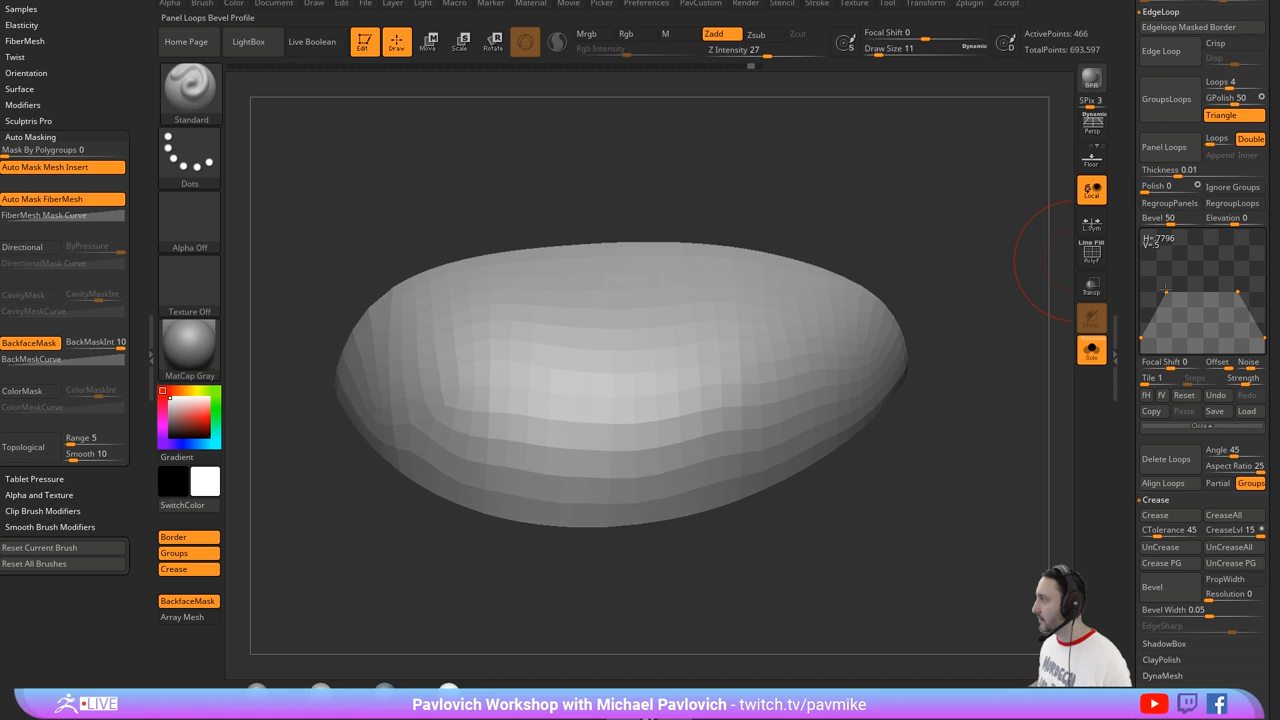 Alpha Brush Color Document Draw Edit File Layer Light Macro Marker Material Movie Picker Preferences PavCustom Render Stencil Stroke Texture Tool Transform Zplugin Zscript
Panel Loops Bevel Profile
Samples
Elasticity
FiberMesh
Twist
Orientation
Surface
Modifiers
Sculptris Pro
Auto Masking
Mask By Polygroups 0
Auto Mask Mesh Insert
Auto Mask FiberMesh
FiberMesh Mask Curve
Directional ByPressure
DirectionalMask Curve
CavityMask CavityMaskInt
CavityMaskCurve
BackfaceMask BackMaskInt 10
BackMaskCurve
ColorMask ColorMaskInt
ColorMaskCurve
Topological Range 5
Smooth 10
Tablet Pressure
Alpha and Texture
Clip Brush Modifiers
Smooth Brush Modifiers
Reset Current Brush
Reset All Brushes
Home Page LightBox Live Boolean Edit Draw Move Scale Rotate
Mrgb Rgb M Zadd Zsub Zcut
Rgb Intensity Z Intensity 27
Focal Shift 0
Draw Size 11 Dynamic
S D
ActivePoints: 466
TotalPoints: 693,597
Standard
Dots
Alpha Off
Texture Off
MatCap Gray
Gradient
SwitchColor
Border
Groups
Crease
BackfaceMask
Array Mesh
BPR
SPix 3
Dynamic
Persp
Floor
Local
L.Sym
Line Fill
PolyF
Transp
Solo
EdgeLoop
Edgeloop Masked Border
Edge Loop Crisp
Disp
GroupsLoops Loops 4
GPolish 50
Triangle
Panel Loops Loops Double
Append Inner
Thickness 0.01
Polish 0 Ignore Groups
RegroupPanels RegroupLoops
Bevel 50 Elevation 0
H=.7796
V=.5
Focal Shift 0 Offset Noise
Tile 1 Steps Strength
fH fV Reset Undo Redo
Copy Paste Save Load
Close
Delete Loops Angle 45
Aspect Ratio 25
Align Loops Partial Groups
Crease
Crease CreaseAll
CTolerance 45 CreaseLvl 15
UnCrease UnCreaseAll
Crease PG UnCrease PG
Bevel PropWidth
Resolution 0
Bevel Width 0.05
EdgeSharp
ShadowBox
ClayPolish
DynaMesh
LIVE Pavlovich Workshop with Michael Pavlovich - twitch.tv/pavmike